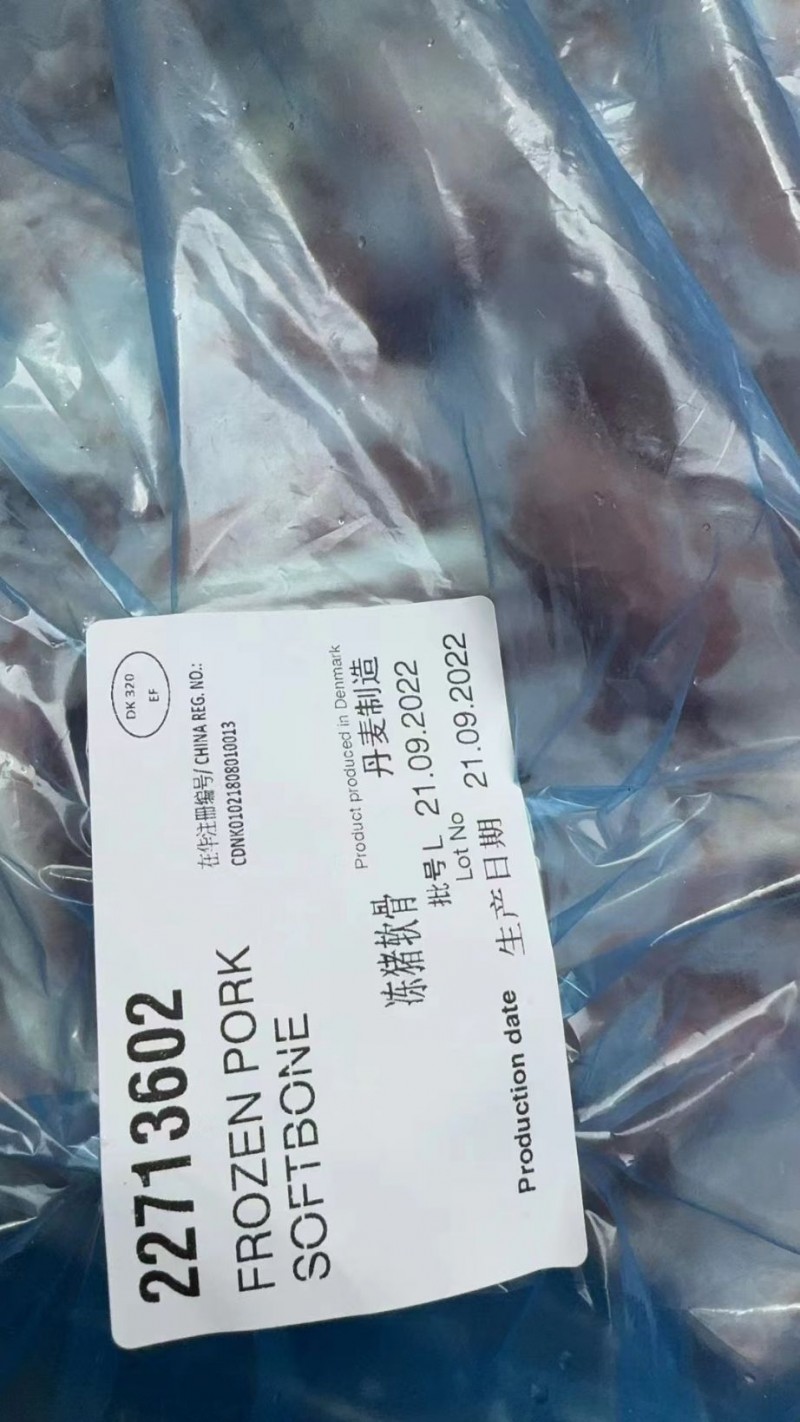 22713602
DK 320
EF
FROZEN PORK
SOFTBONE
在华注册编号/ CHINA REG. NO.:
CDNK01021808010013
Product produced in Denmark
冻猪软骨 丹麦制造
批号 L 21.09.2022
Lot No
Production date 生产日期 21.09.2022